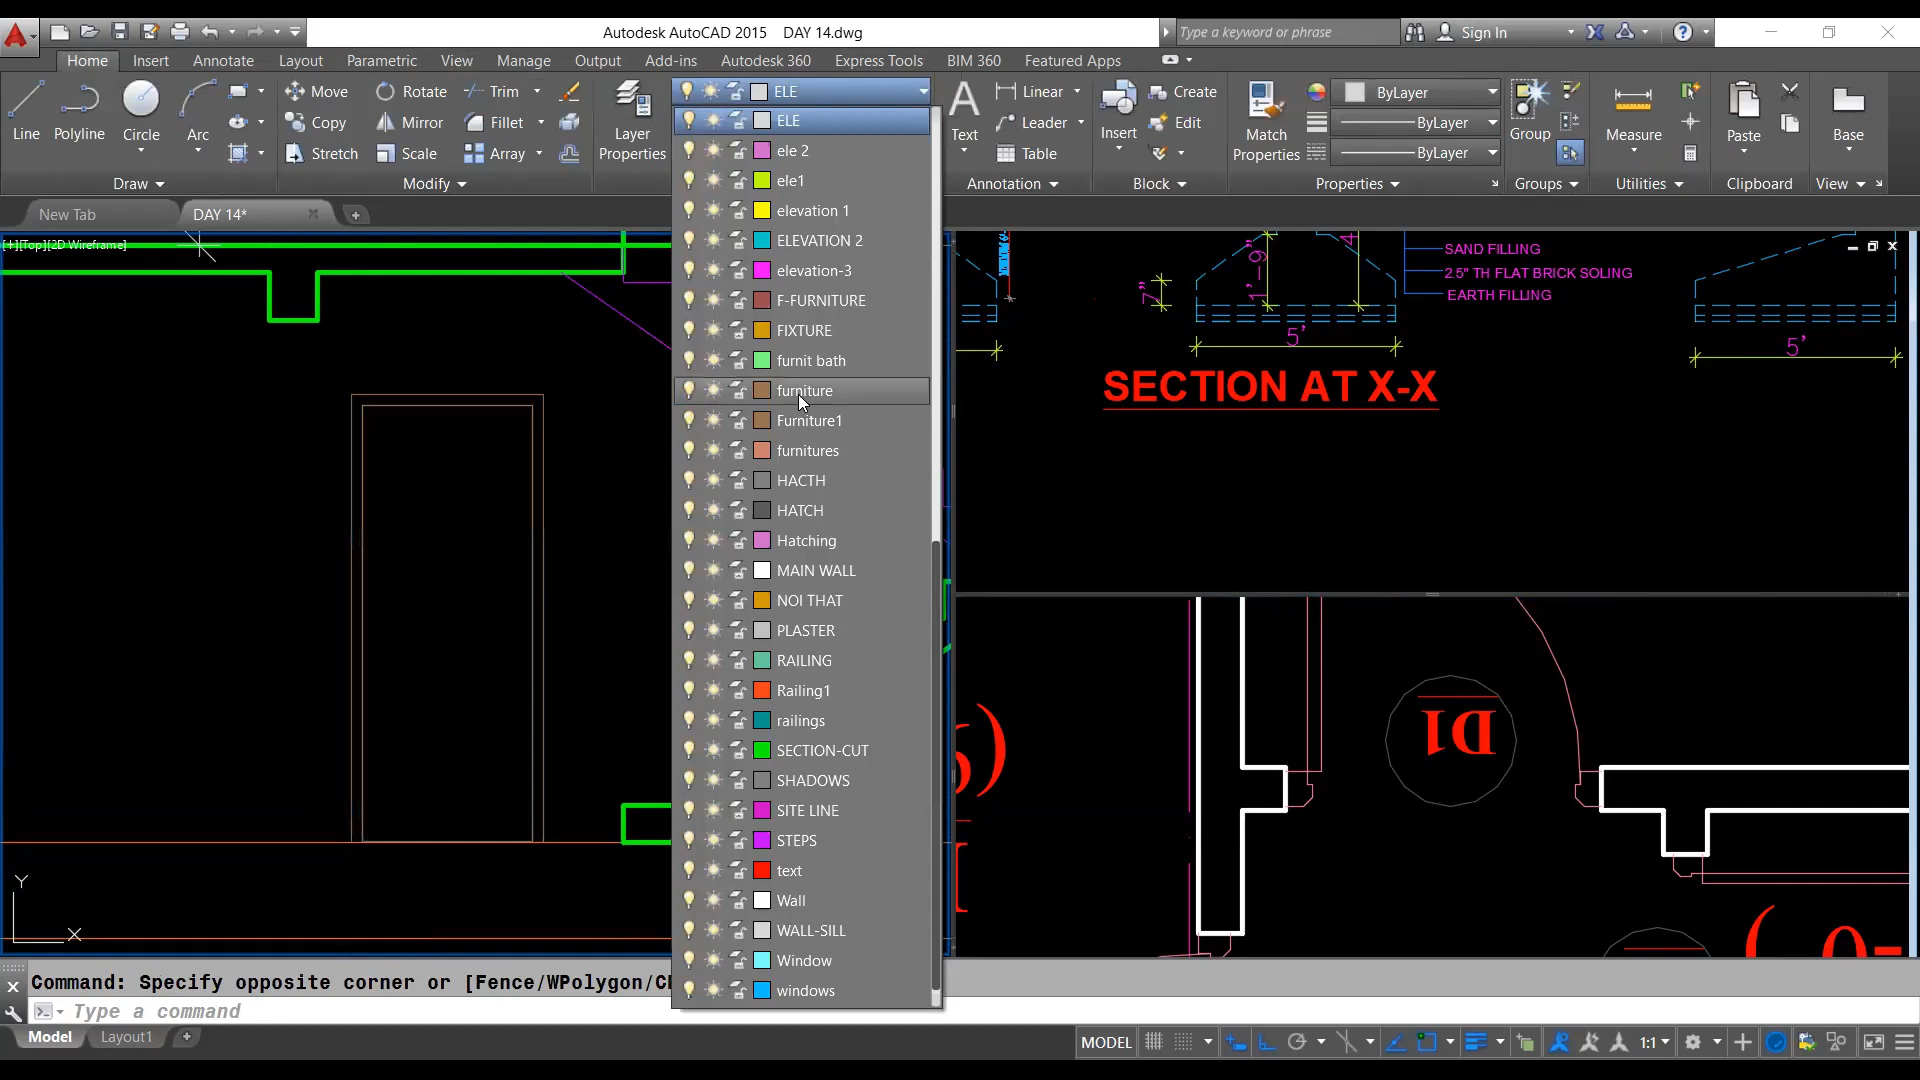 Autodesk AutoCAD 2015 DAY 14.dwg
Type a keyword or phrase
Sign In
Home Insert Annotate Layout Parametric View Manage Output Add-ins Autodesk 360 Express Tools BIM 360 Featured Apps
Line
Polyline
Circle
Arc
Draw
Move Rotate Trim
Copy Mirror Fillet
Stretch Scale Array
Modify
Layer
Properties
ELE
Text
Linear
Leader
Table
Annotation
Insert
Create
Edit
Block
Match
Properties
ByLayer
ByLayer
ByLayer
Properties
Group
Groups
Measure
Utilities
Paste
Clipboard
Base
View
New Tab
DAY 14*
[+][Top][2D Wireframe]
ELE
ele 2
ele1
elevation 1
ELEVATION 2
elevation-3
F-FURNITURE
FIXTURE
furnit bath
furniture
Furniture1
furnitures
HACTH
HATCH
Hatching
MAIN WALL
NOI THAT
PLASTER
RAILING
Railing1
railings
SECTION-CUT
SHADOWS
SITE LINE
STEPS
text
Wall
WALL-SILL
Window
windows
Y
X
7"
1'-9"
4
5'
SAND FILLING
2.5" TH FLAT BRICK SOLING
EARTH FILLING
5'
SECTION AT X-X
D1
Command: Specify opposite corner or [Fence/WPolygon/C
Type a command
Model Layout1
MODEL
1:1